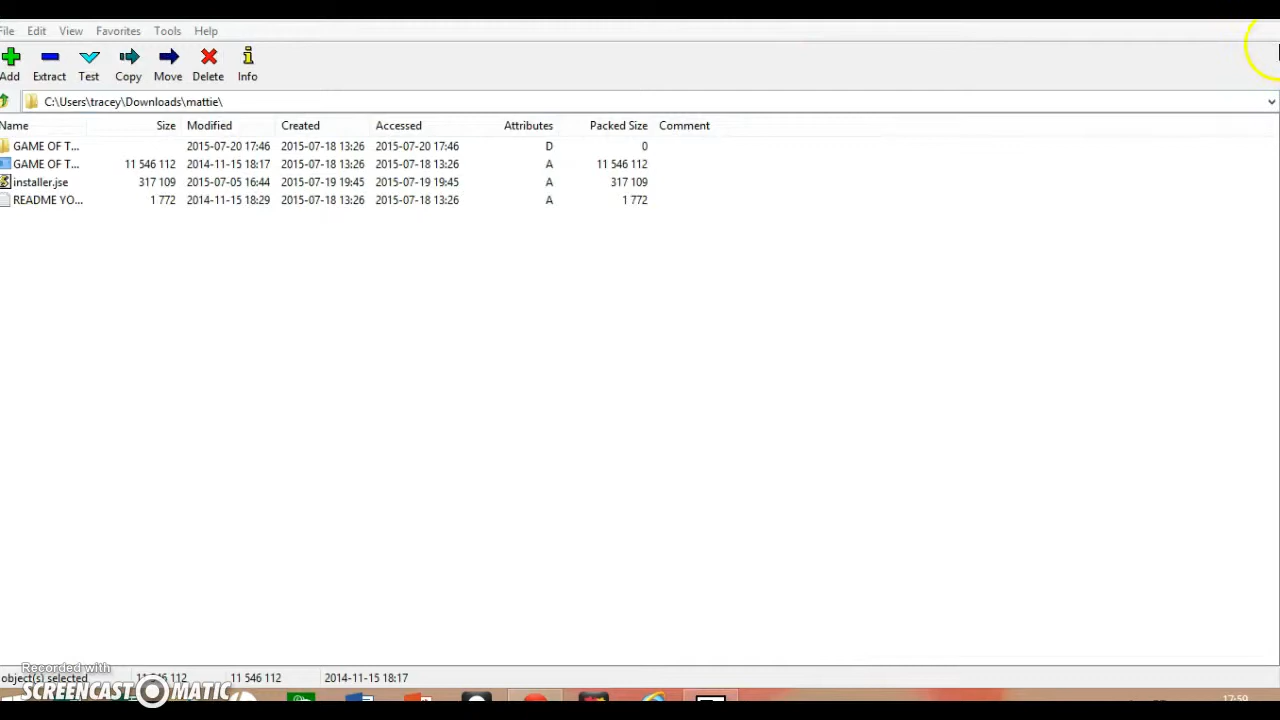 File Edit View Favorites Tools Help
Add Extract Test Copy Move Delete Info
C:\Users\tracey\Downloads\mattie\
Name Size Modified Created Accessed Attributes Packed Size Comment
GAME OF T... 2015-07-20 17:46 2015-07-18 13:26 2015-07-20 17:46 D 0
GAME OF T... 11 546 112 2014-11-15 18:17 2015-07-18 13:26 2015-07-18 13:26 A 11 546 112
installer.jse 317 109 2015-07-05 16:44 2015-07-19 19:45 2015-07-19 19:45 A 317 109
README YO... 1 772 2014-11-15 18:29 2015-07-18 13:26 2015-07-18 13:26 A 1 772
Recorded with
object(s) selected 11 546 112 11 546 112 2014-11-15 18:17
SCREENCAST MATIC
17:59